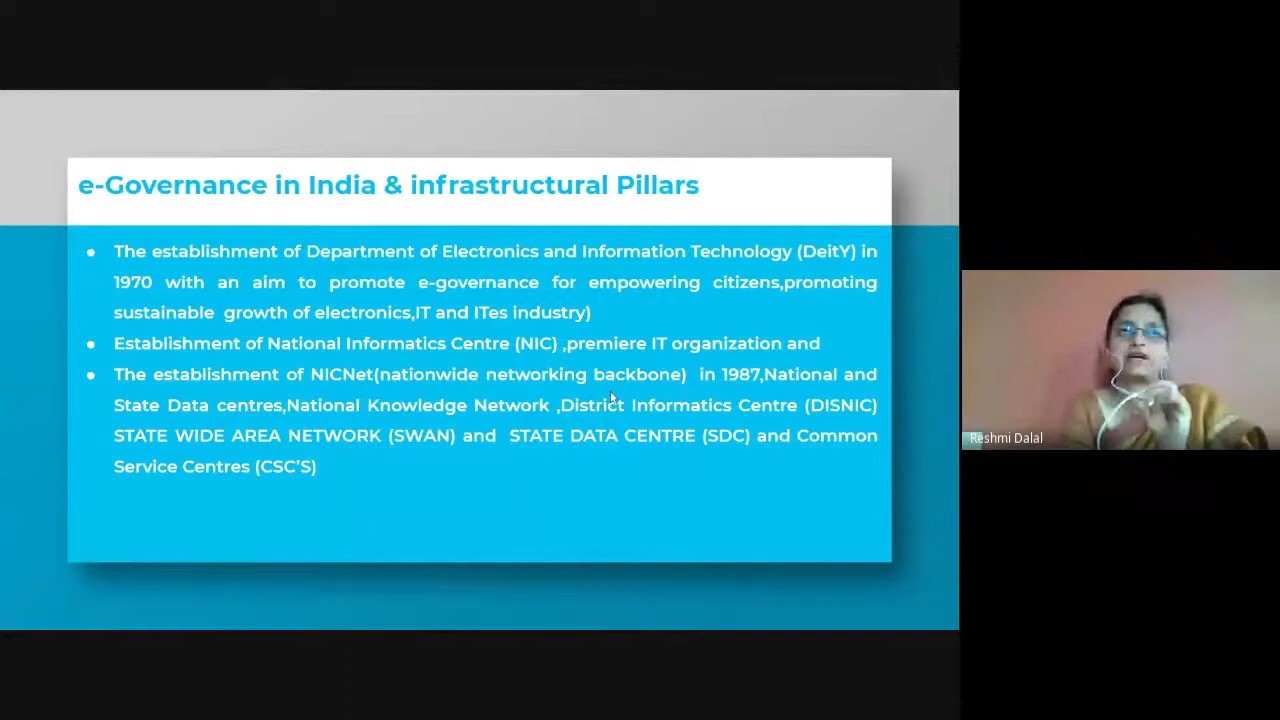 e-Governance in India & infrastructural Pillars
● The establishment of Department of Electronics and Information Technology (DeitY) in
1970 with an aim to promote e-governance for empowering citizens,promoting
sustainable growth of electronics,IT and ITes industry)
● Establishment of National Informatics Centre (NIC) ,premiere IT organization and
● The establishment of NICNet(nationwide networking backbone) in 1987,National and
State Data centres,National Knowledge Network ,District Informatics Centre (DISNIC)
STATE WIDE AREA NETWORK (SWAN) and STATE DATA CENTRE (SDC) and Common
Service Centres (CSC’S)
Reshmi Dalal